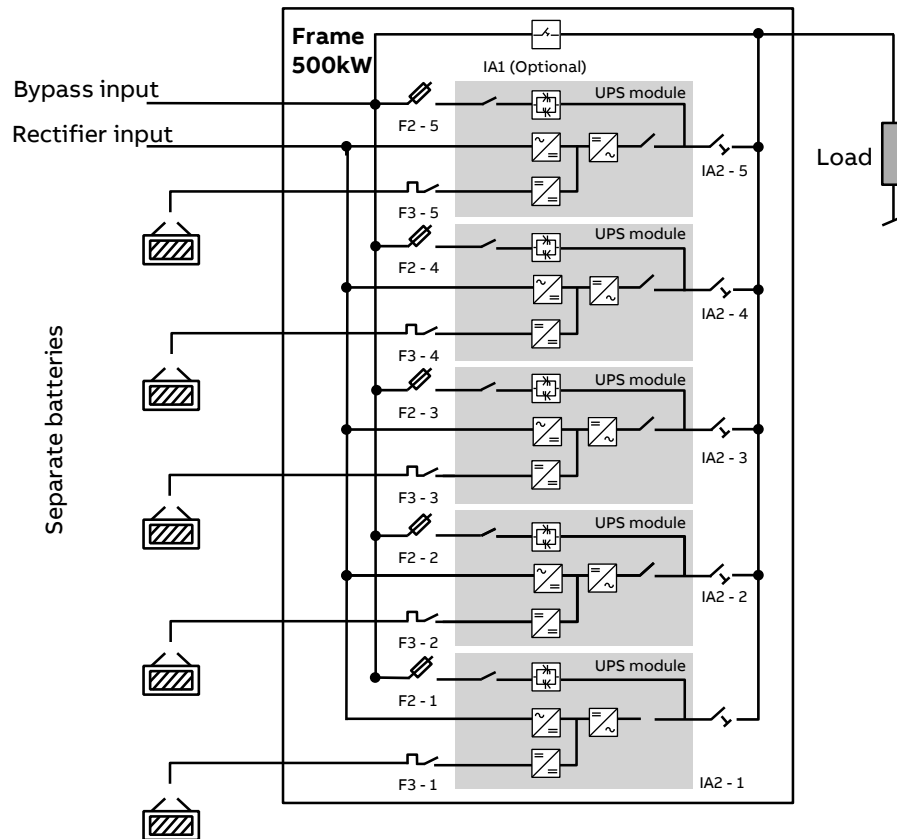 Frame
500kW
IA1 (Optional)
Bypass input
Rectifier input
UPS module
F2 - 5
IA2 - 5
Load
F3 - 5
UPS module
F2 - 4
IA2 - 4
F3 - 4
UPS module
F2 - 3
IA2 - 3
F3 - 3
Separate batteries
UPS module
F2 - 2
IA2 - 2
F3 - 2
UPS module
F2 - 1
F3 - 1
IA2 - 1